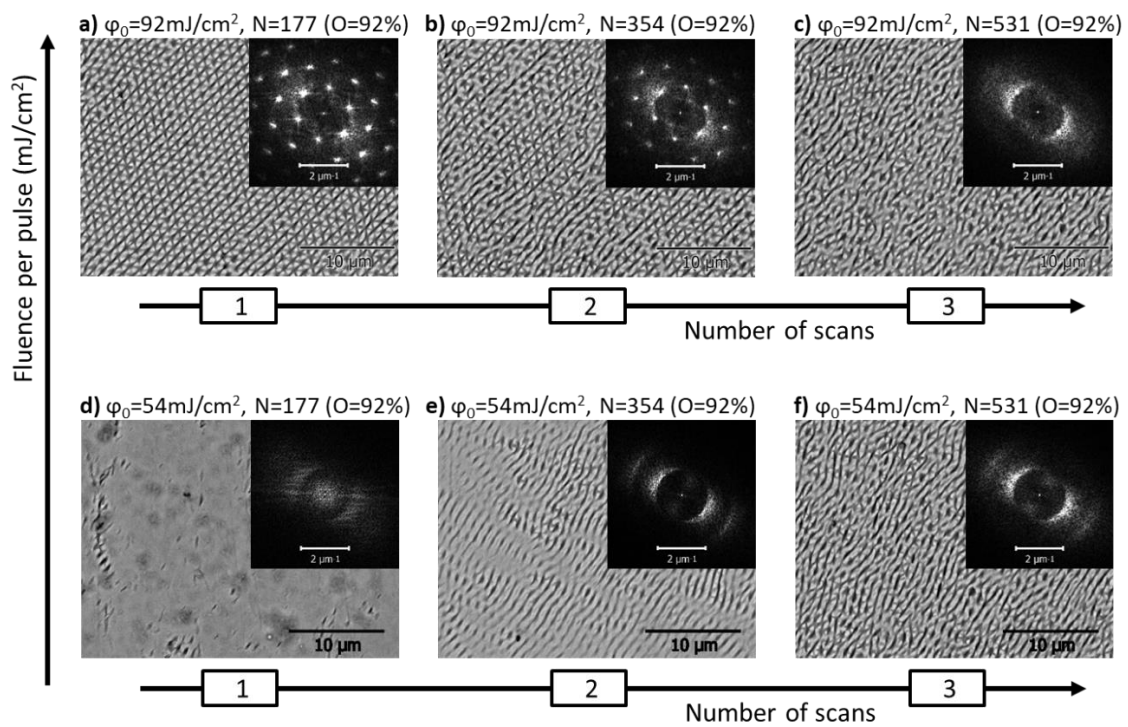 Fluence per pulse (mJ/cm²)
a) φ₀=92mJ/cm², N=177 (O=92%)
2 µm⁻¹
10 µm
b) φ₀=92mJ/cm², N=354 (O=92%)
2 µm⁻¹
10 µm
c) φ₀=92mJ/cm², N=531 (O=92%)
2 µm⁻¹
10 µm
1
2
3
Number of scans
d) φ₀=54mJ/cm², N=177 (O=92%)
2 µm⁻¹
10 µm
e) φ₀=54mJ/cm², N=354 (O=92%)
2 µm⁻¹
10 µm
f) φ₀=54mJ/cm², N=531 (O=92%)
2 µm⁻¹
10 µm
1
2
3
Number of scans